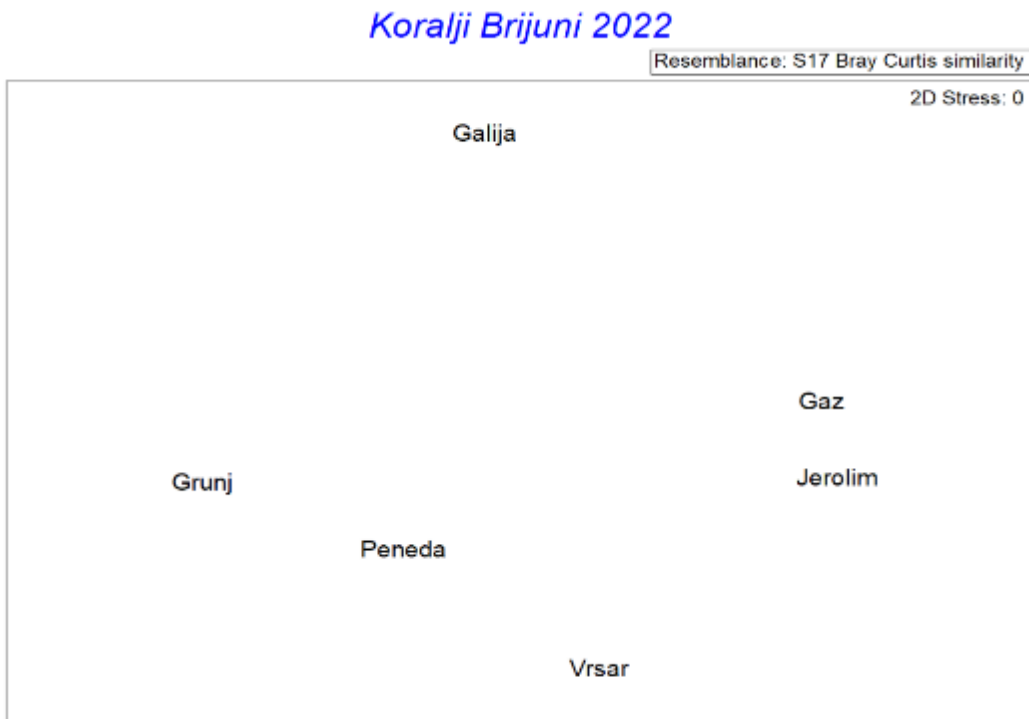 Koralji Brijuni 2022
Resemblance: S17 Bray Curtis similarity
2D Stress: 0
Galija
Gaz
Jerolim
Grunj
Peneda
Vrsar